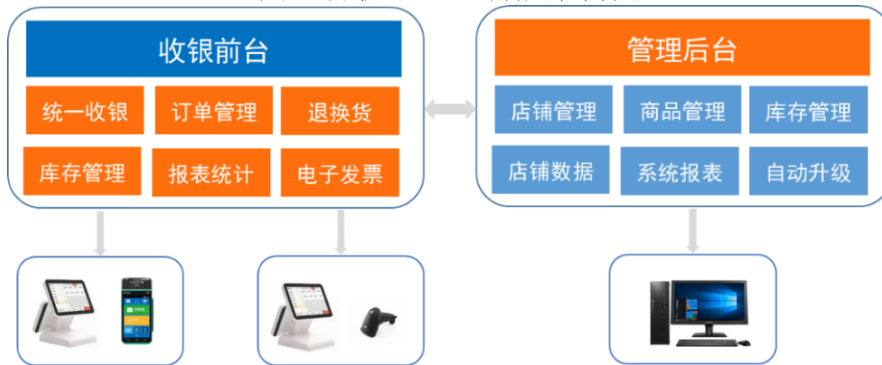 收银前台
统一收银 订单管理 退换货
库存管理 报表统计 电子发票
管理后台
店铺管理 商品管理 库存管理
店铺数据 系统报表 自动升级